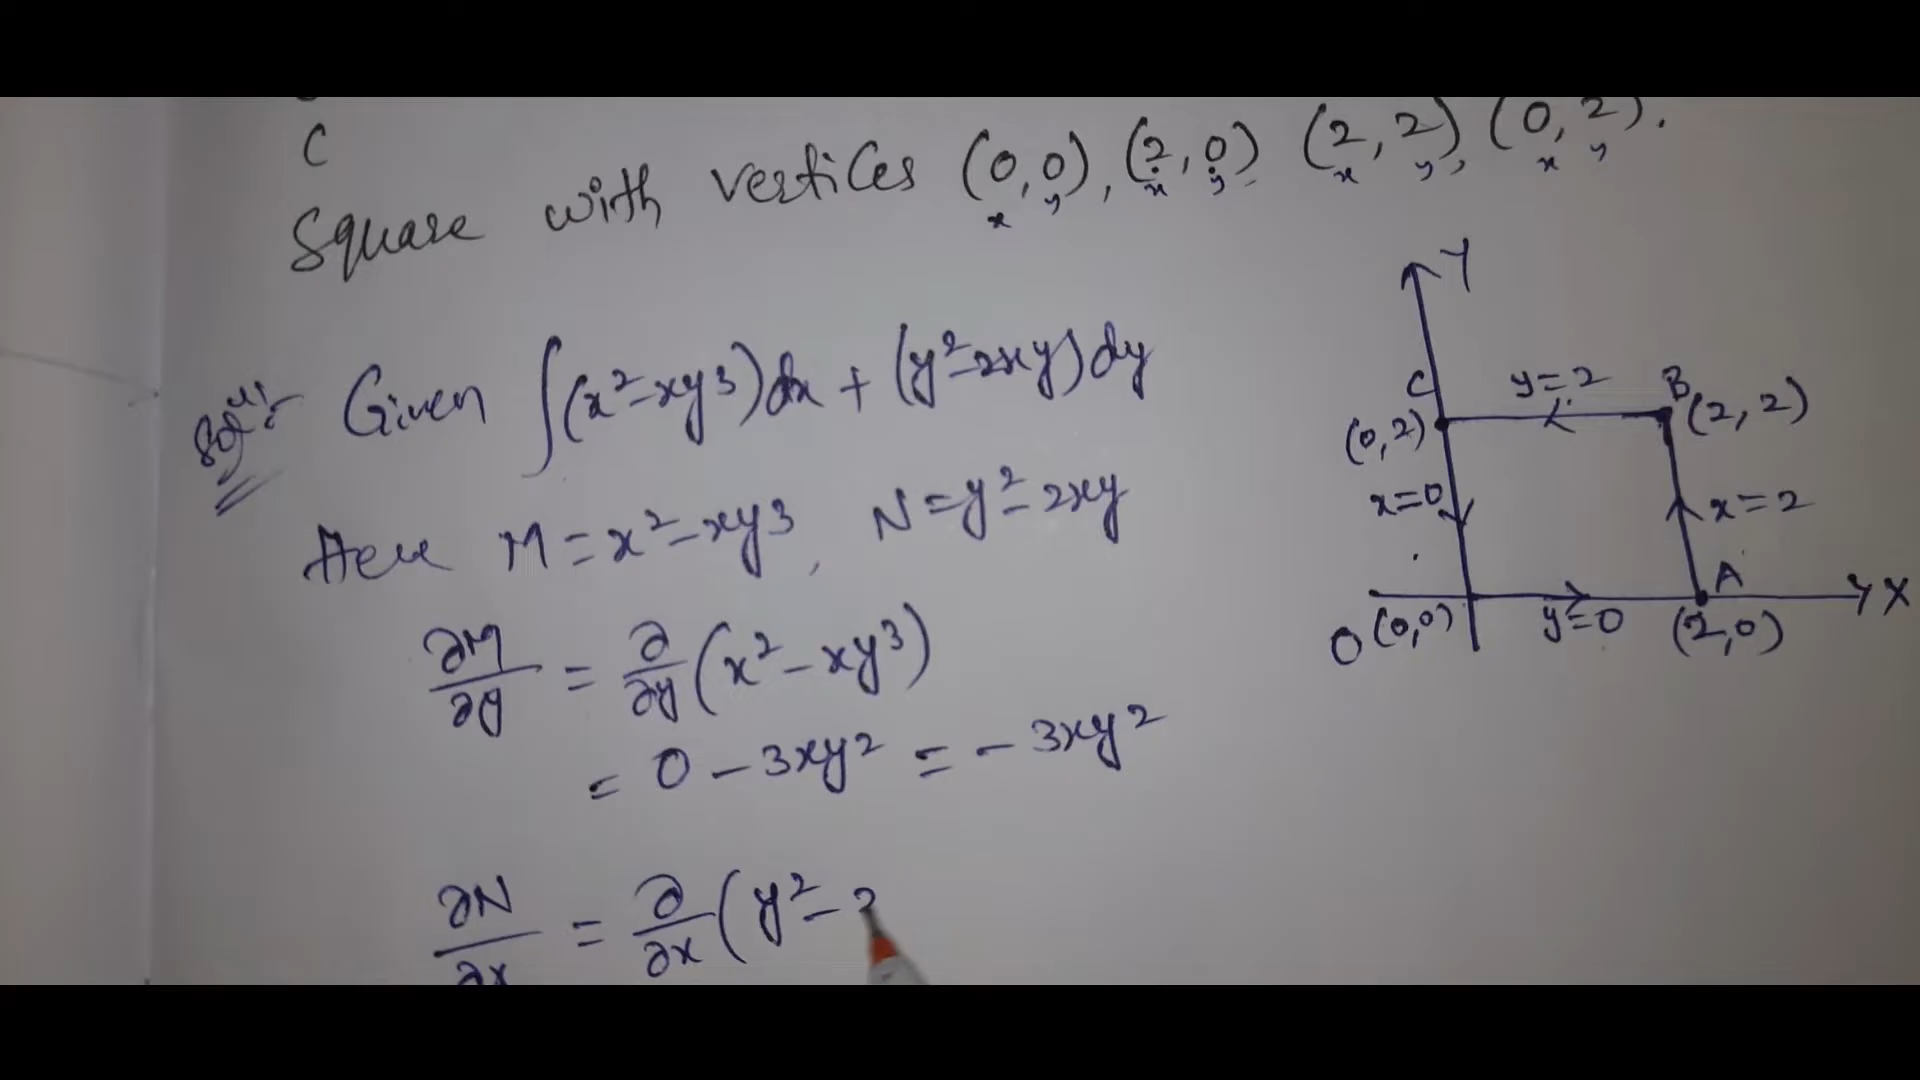 C
Square with vertices (0,0), (2,0) (2,2), (0,2).
x y x y x y x y
Solⁿ:- Given ∫(x²-xy³)dx + (y²-2xy)dy
Here M = x²-xy³, N = y²-2xy
∂M/∂y = ∂/∂y (x² - xy³)
= 0 - 3xy² = - 3xy²
∂N/∂x = ∂/∂x (y² - 2
Y
C y=2 B
(0,2) (2,2)
x=0 x=2
A X
O (0,0) y=0 (2,0)